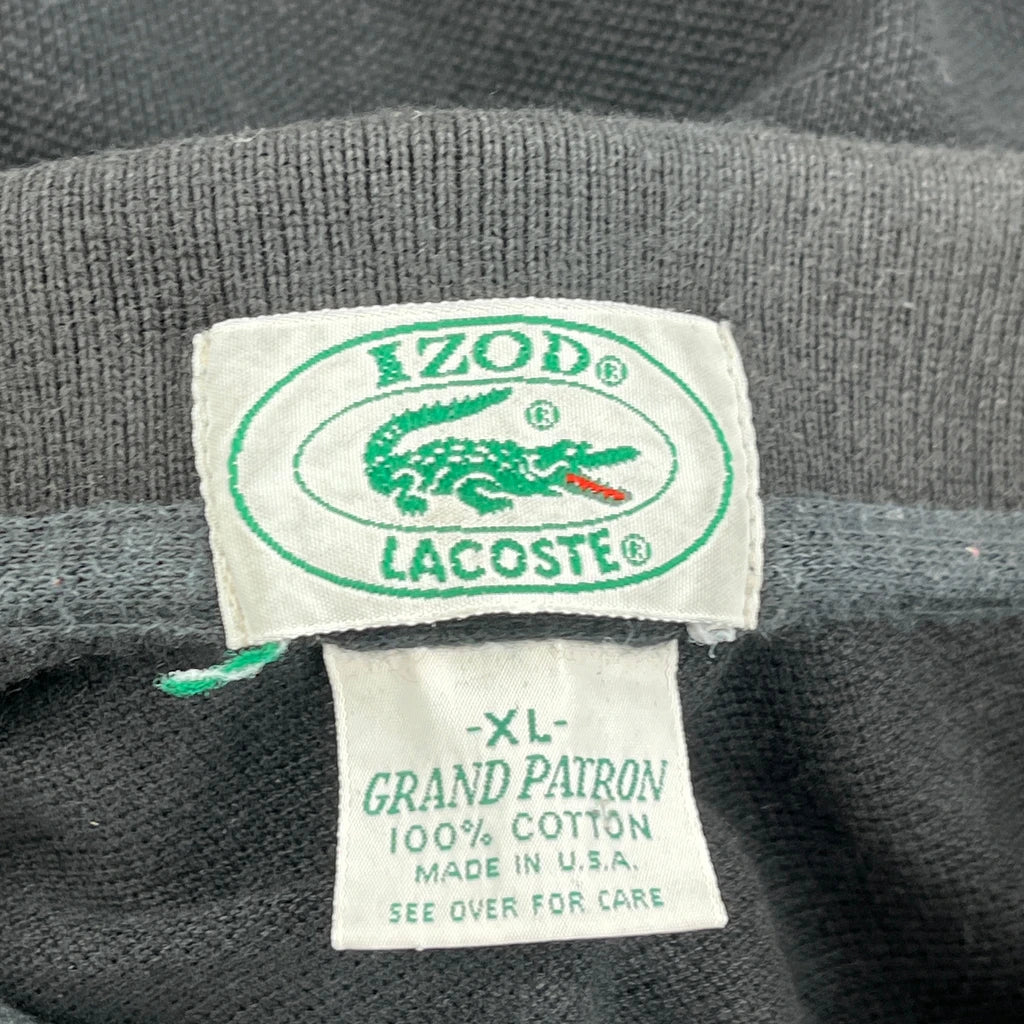 IZOD®
®
LACOSTE®
-XL-
GRAND PATRON
100% COTTON
MADE IN U.S.A.
SEE OVER FOR CARE